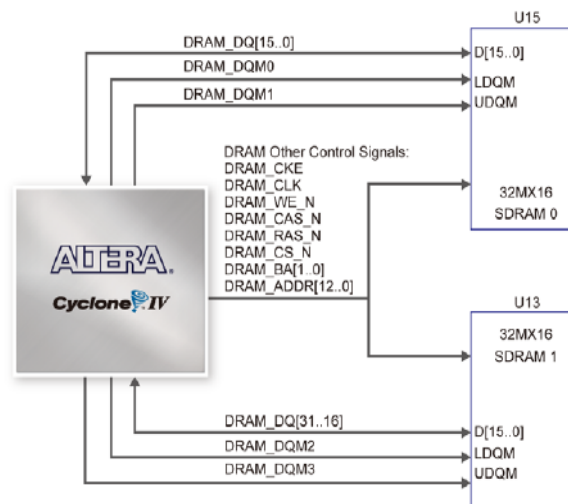 U15
DRAM_DQ[15..0]
D[15..0]
DRAM_DQM0
LDQM
DRAM_DQM1
UDQM
DRAM Other Control Signals:
DRAM_CKE
DRAM_CLK
DRAM_WE_N
DRAM_CAS_N
DRAM_RAS_N
DRAM_CS_N
DRAM_BA[1..0]
DRAM_ADDR[12..0]
32MX16
SDRAM 0
ALTERA®
Cyclone IV
U13
32MX16
SDRAM 1
DRAM_DQ[31..16]
D[15..0]
DRAM_DQM2
LDQM
DRAM_DQM3
UDQM